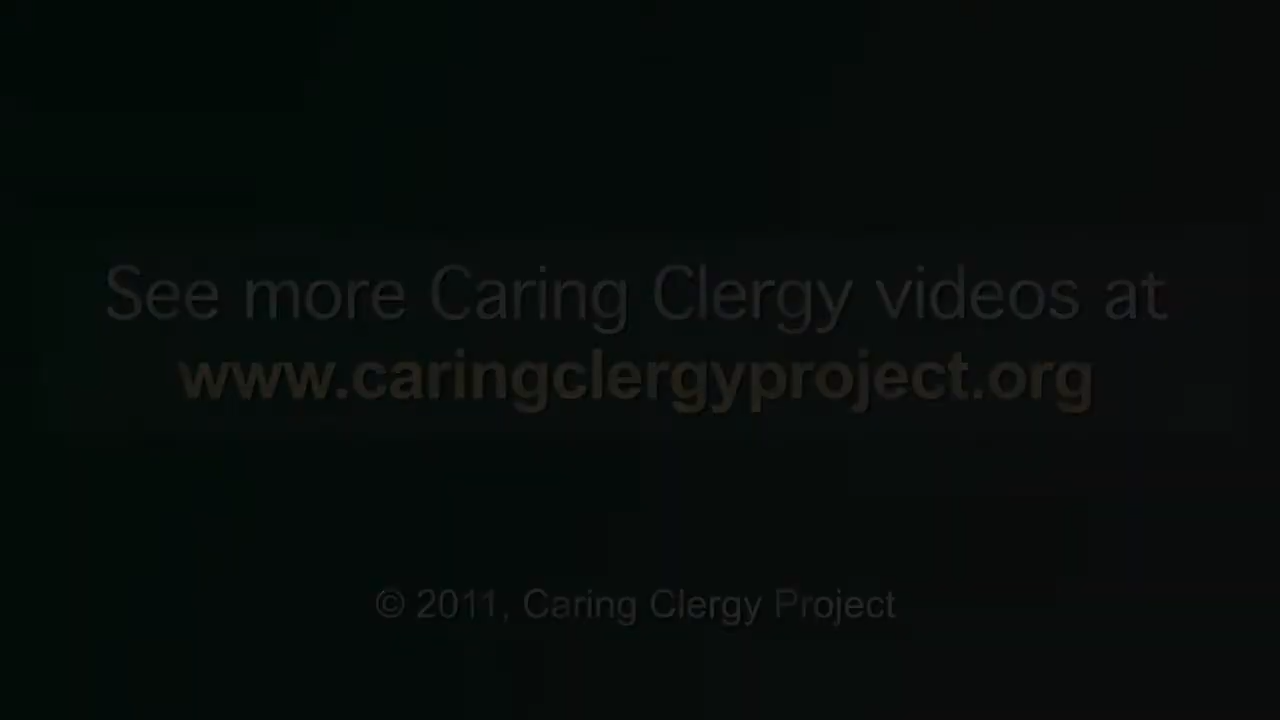 See more Caring Clergy videos at
www.caringclergyproject.org
© 2011, Caring Clergy Project